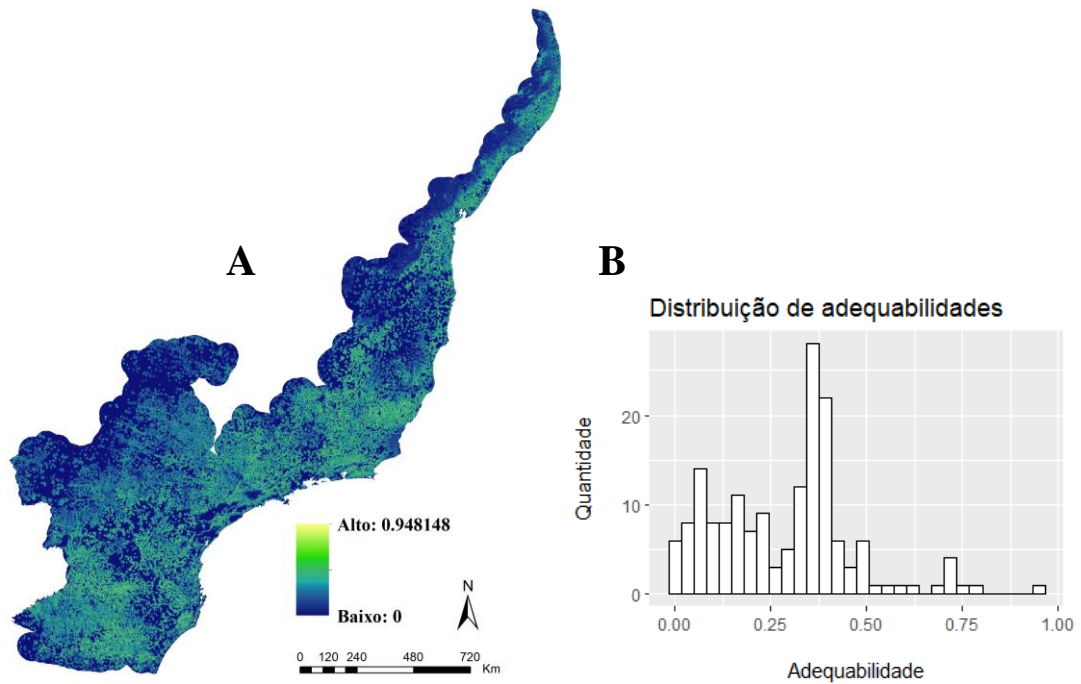 A
B
Distribuição de adequabilidades
Quantidade
20
10
0
0.00 0.25 0.50 0.75 1.00
Adequabilidade
Alto: 0.948148
Baixo: 0
N
0 120 240 480 720
Km